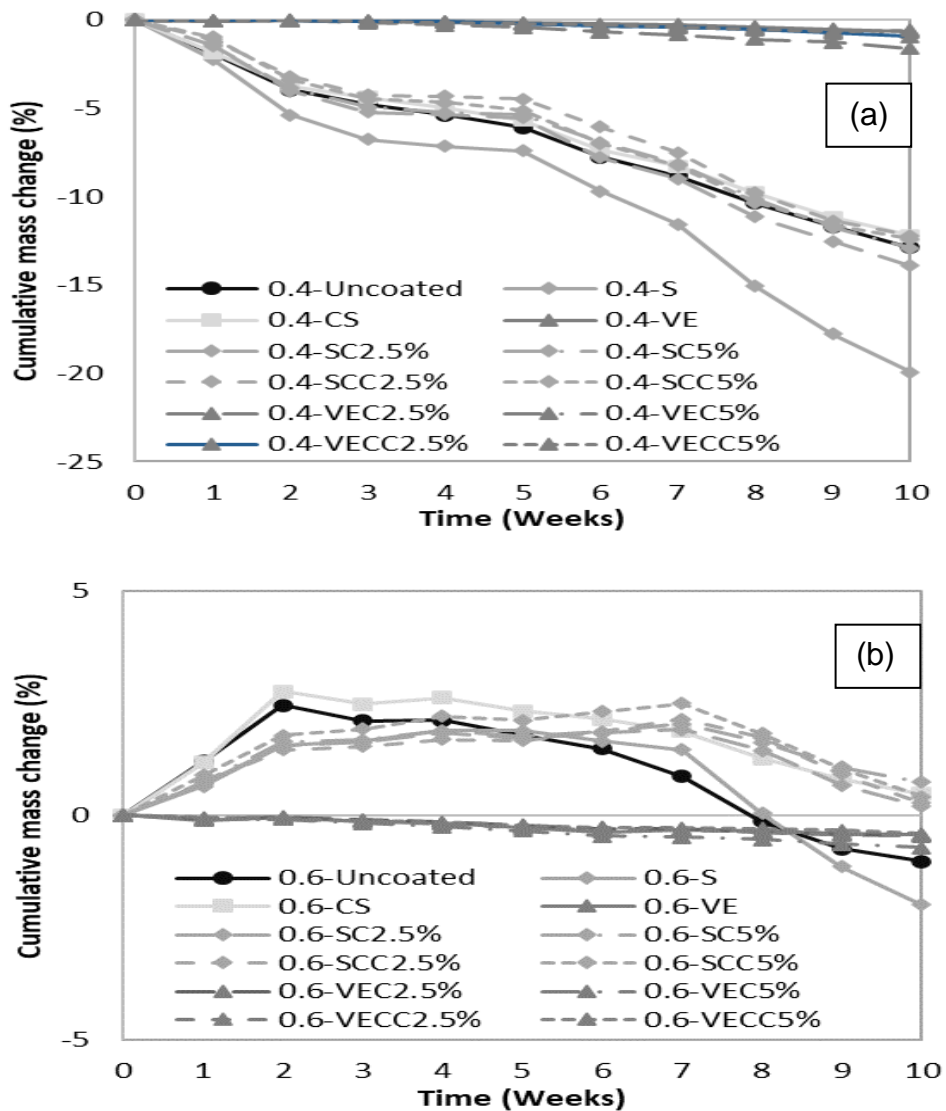 0
-5
-10
-15
-20
-25
Cumulative mass change (%)
(a)
0.4-Uncoated 0.4-S
0.4-CS 0.4-VE
0.4-SC2.5% 0.4-SC5%
0.4-SCC2.5% 0.4-SCC5%
0.4-VEC2.5% 0.4-VEC5%
0.4-VECC2.5% 0.4-VECC5%
0 1 2 3 4 5 6 7 8 9 10
Time (Weeks)
5
0
-5
Cumulative mass change (%)
(b)
0.6-Uncoated 0.6-S
0.6-CS 0.6-VE
0.6-SC2.5% 0.6-SC5%
0.6-SCC2.5% 0.6-SCC5%
0.6-VEC2.5% 0.6-VEC5%
0.6-VECC2.5% 0.6-VECC5%
0 1 2 3 4 5 6 7 8 9 10
Time (Weeks)